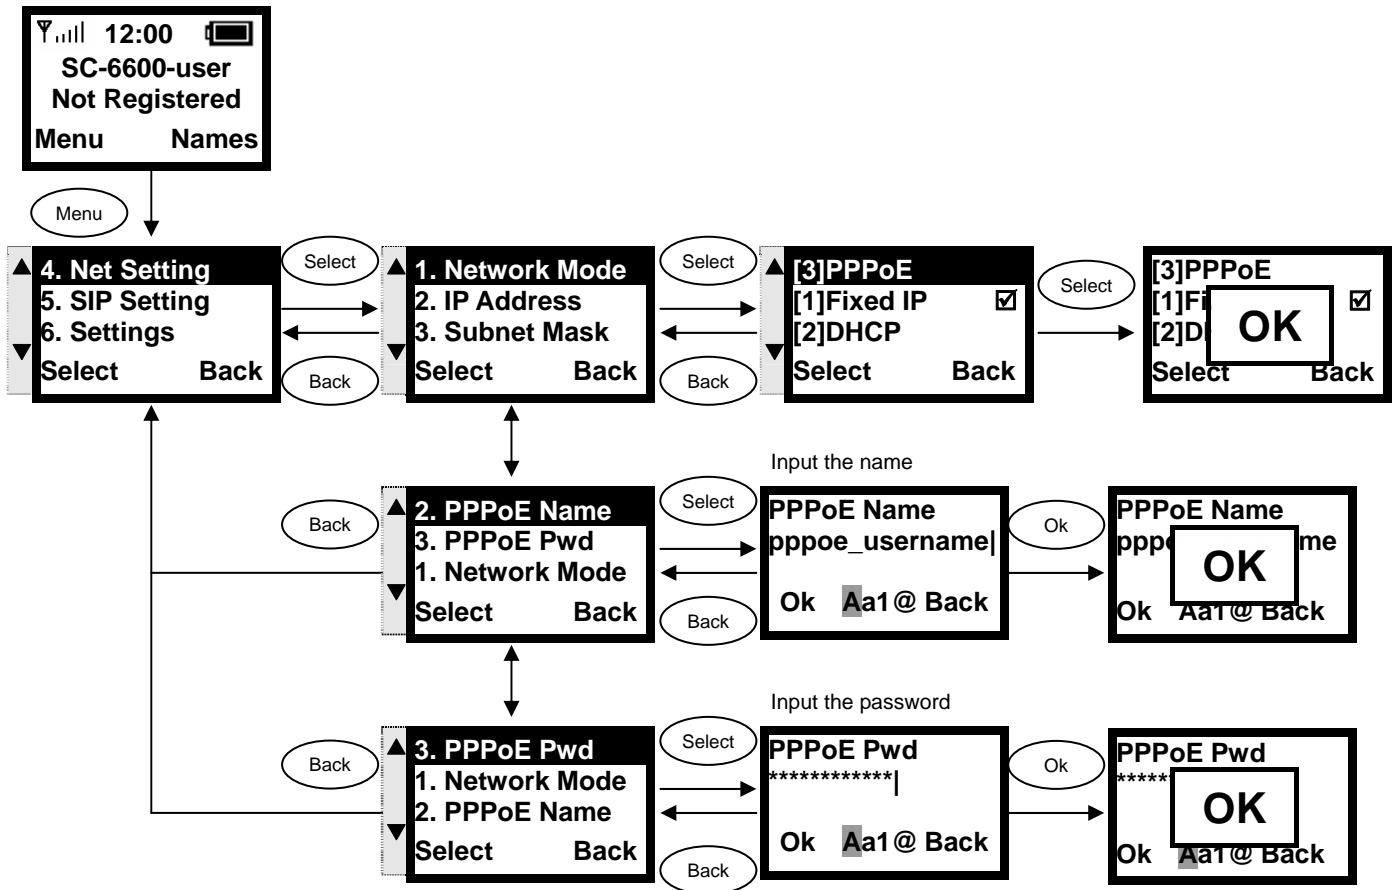 12:00
SC-6600-user
Not Registered
Menu Names
Menu
4. Net Setting
5. SIP Setting
6. Settings
Select Back
Select
Back
1. Network Mode
2. IP Address
3. Subnet Mask
Select Back
Select
Back
[3]PPPoE
[1]Fixed IP
[2]DHCP
Select Back
Select
[3]PPPoE
[1]Fi
[2]D
OK
Select Back
Back
2. PPPoE Name
3. PPPoE Pwd
1. Network Mode
Select Back
Select
Back
Input the name
PPPoE Name
pppoe_username|
Ok Aa1@ Back
Ok
PPPoE Name
pppo me
OK
Ok Aa1@ Back
Back
3. PPPoE Pwd
1. Network Mode
2. PPPoE Name
Select Back
Select
Back
Input the password
PPPoE Pwd
************|
Ok Aa1@ Back
Ok
PPPoE Pwd
*****
OK
Ok Aa1@ Back